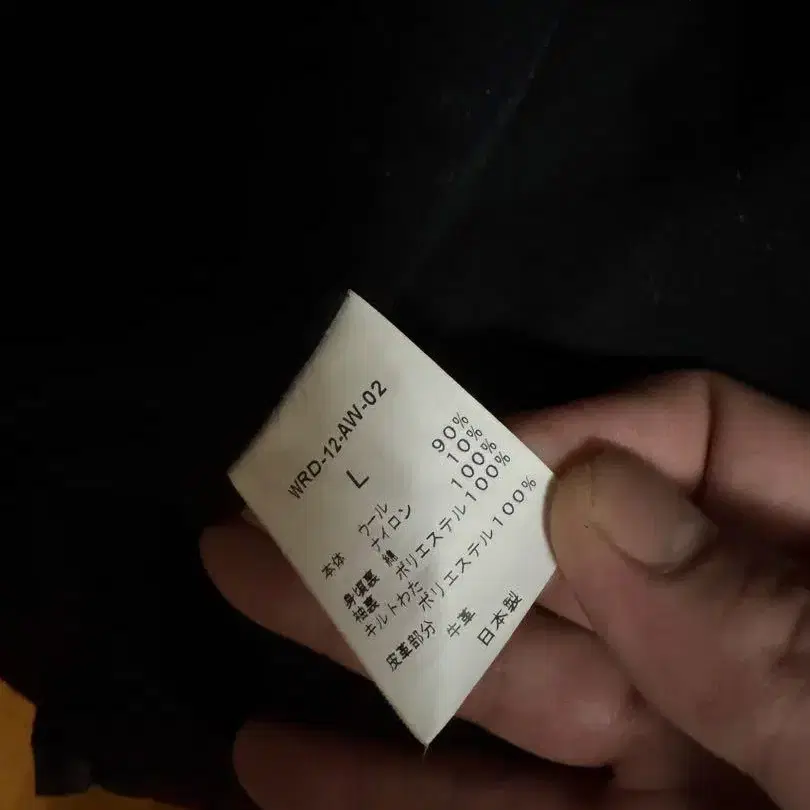 WRD-12-AW-02
L
本体 ウール 90%
ナイロン 10%
身頃裏 綿 100%
袖裏 ポリエステル100%
キルトわた ポリエステル100%
皮革部分 牛革
日本製